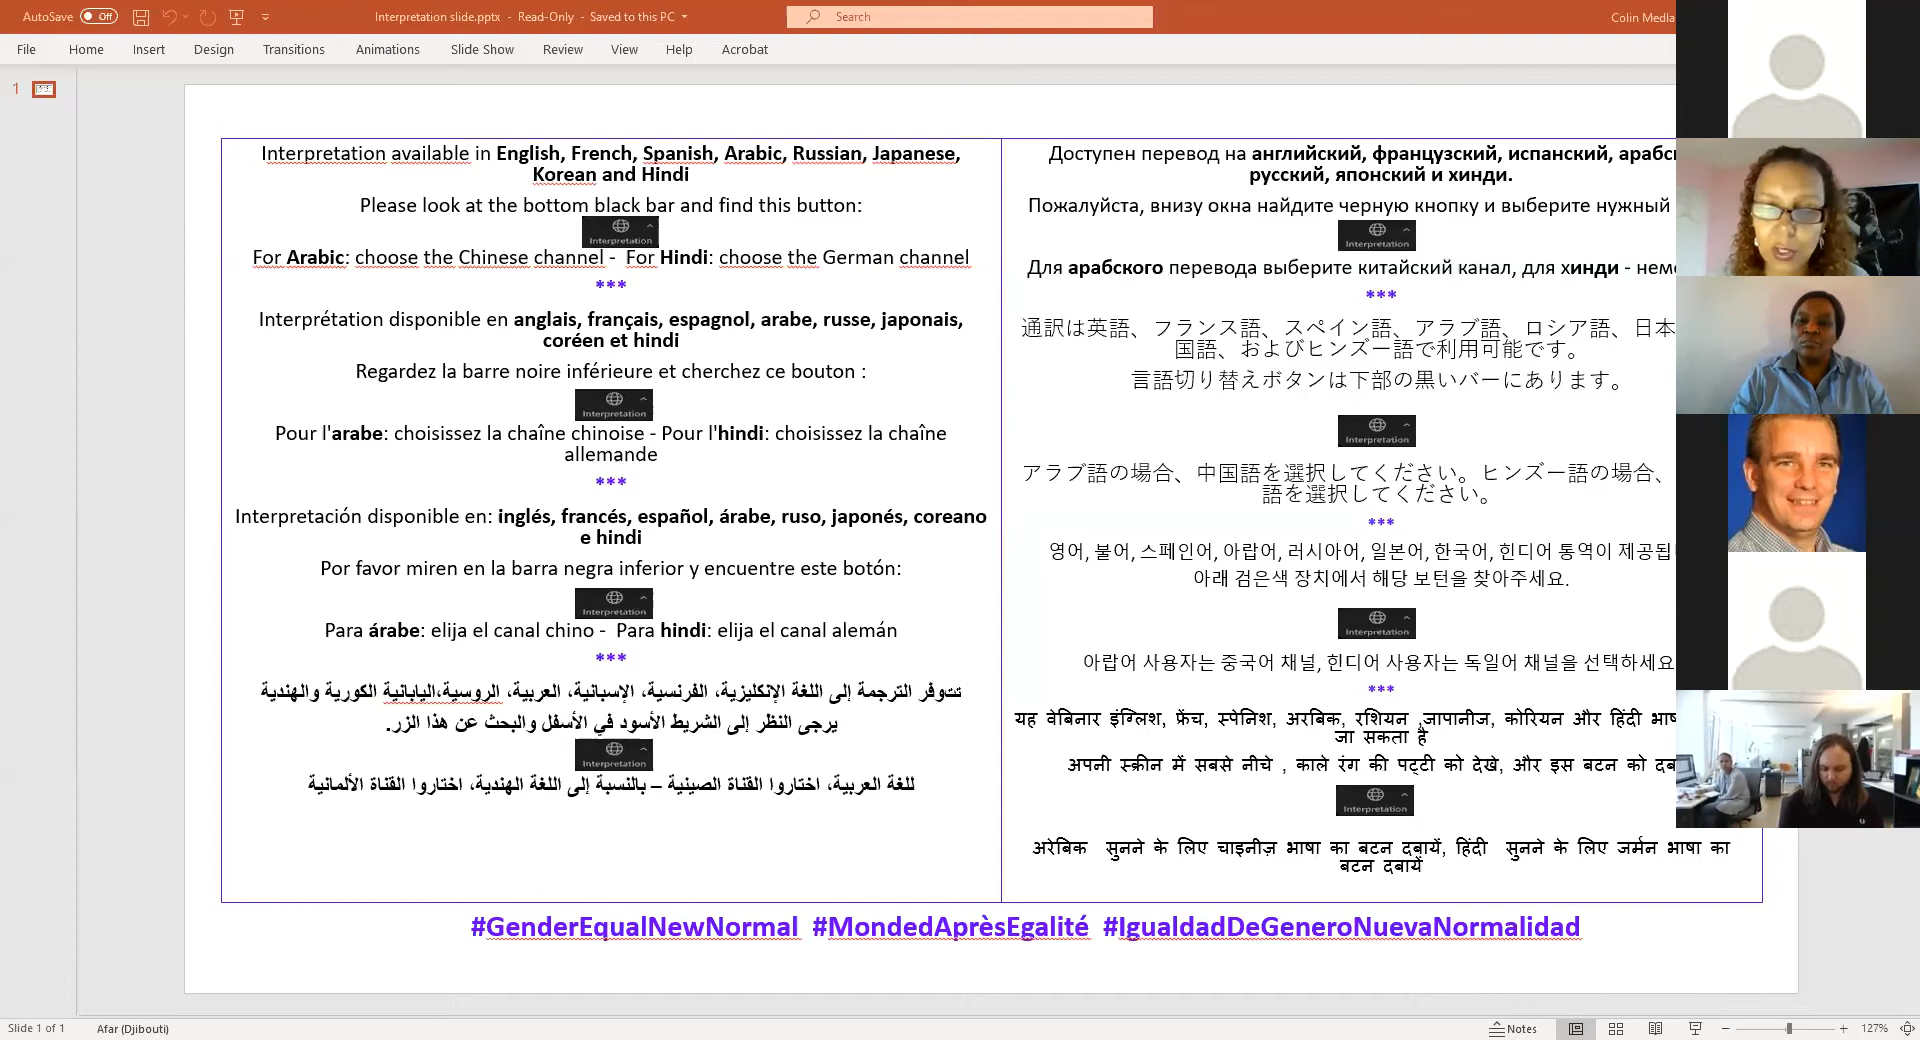 AutoSave Off
Interpretation slide.pptx - Read-Only - Saved to this PC
Search
Colin Media
File Home Insert Design Transitions Animations Slide Show Review View Help Acrobat
1
Interpretation available in English, French, Spanish, Arabic, Russian, Japanese,
Korean and Hindi
Please look at the bottom black bar and find this button:
Interpretation
For Arabic: choose the Chinese channel - For Hindi: choose the German channel
***
Interprétation disponible en anglais, français, espagnol, arabe, russe, japonais,
coréen et hindi
Regardez la barre noire inférieure et cherchez ce bouton :
Interpretation
Pour l'arabe: choisissez la chaîne chinoise - Pour l'hindi: choisissez la chaîne
allemande
***
Interpretación disponible en: inglés, francés, español, árabe, ruso, japonés, coreano
e hindi
Por favor miren en la barra negra inferior y encuentre este botón:
Interpretation
Para árabe: elija el canal chino - Para hindi: elija el canal alemán
***
تتوفر الترجمة إلى اللغة الإنكليزية، الفرنسية، الإسبانية، العربية، الروسية،اليابانية الكورية والهندية
يرجى النظر إلى الشريط الأسود في الأسفل والبحث عن هذا الزر.
Interpretation
للغة العربية، اختاروا القناة الصينية – بالنسبة إلى اللغة الهندية، اختاروا القناة الألمانية
Доступен перевод на английский, французский, испанский, арабс
русский, японский и хинди.
Пожалуйста, внизу окна найдите черную кнопку и выберите нужный
Interpretation
Для арабского перевода выберите китайский канал, для хинди - нем
***
通訳は英語、フランス語、スペイン語、アラブ語、ロシア語、日本
国語、およびヒンズー語で利用可能です。
言語切り替えボタンは下部の黒いバーにあります。
Interpretation
アラブ語の場合、中国語を選択してください。ヒンズー語の場合、
語を選択してください。
***
영어, 불어, 스페인어, 아랍어, 러시아어, 일본어, 한국어, 힌디어 통역이 제공됩
아래 검은색 장치에서 해당 보턴을 찾아주세요.
Interpretation
아랍어 사용자는 중국어 채널, 힌디어 사용자는 독일어 채널을 선택하세요
***
यह वेबिनार इंग्लिश, फ्रेंच, स्पेनिश, अरबिक, रशियन ,जापानीज, कोरियन और हिंदी भाष
जा सकता है
अपनी स्क्रीन में सबसे नीचे , काले रंग की पट्टी को देखे, और इस बटन को दब
Interpretation
अरेबिक सुनने के लिए चाइनीज़ भाषा का बटन दबायें, हिंदी सुनने के लिए जर्मन भाषा का
बटन दबायें
#GenderEqualNewNormal #MondedAprèsEgalité #IgualdadDeGeneroNuevaNormalidad
Slide 1 of 1 Afar (Djibouti)
Notes
127%